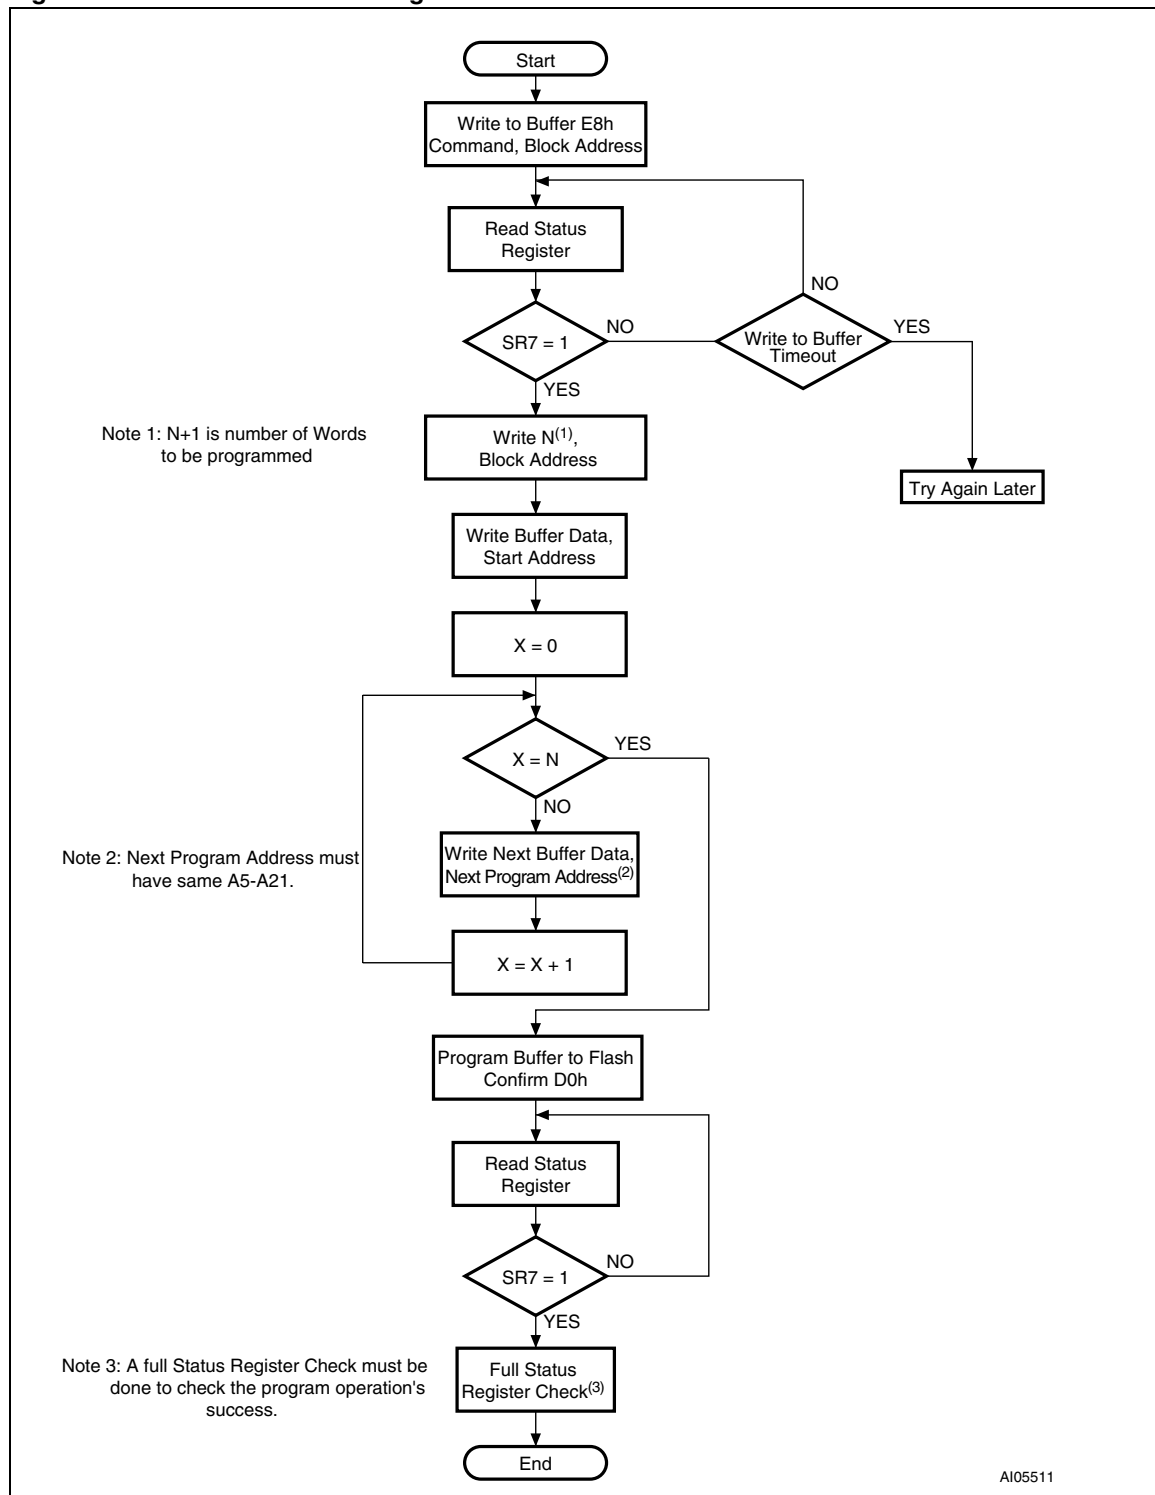 Start
Write to Buffer E8h
Command, Block Address
Read Status
Register
NO
SR7 = 1
NO
Write to Buffer
Timeout
YES
YES
Note 1: N+1 is number of Words
to be programmed
Write N(1),
Block Address
Try Again Later
Write Buffer Data,
Start Address
X = 0
X = N
YES
NO
Note 2: Next Program Address must
have same A5-A21.
Write Next Buffer Data,
Next Program Address(2)
X = X + 1
Program Buffer to Flash
Confirm D0h
Read Status
Register
SR7 = 1
NO
YES
Note 3: A full Status Register Check must be
done to check the program operation's
success.
Full Status
Register Check(3)
End
AI05511